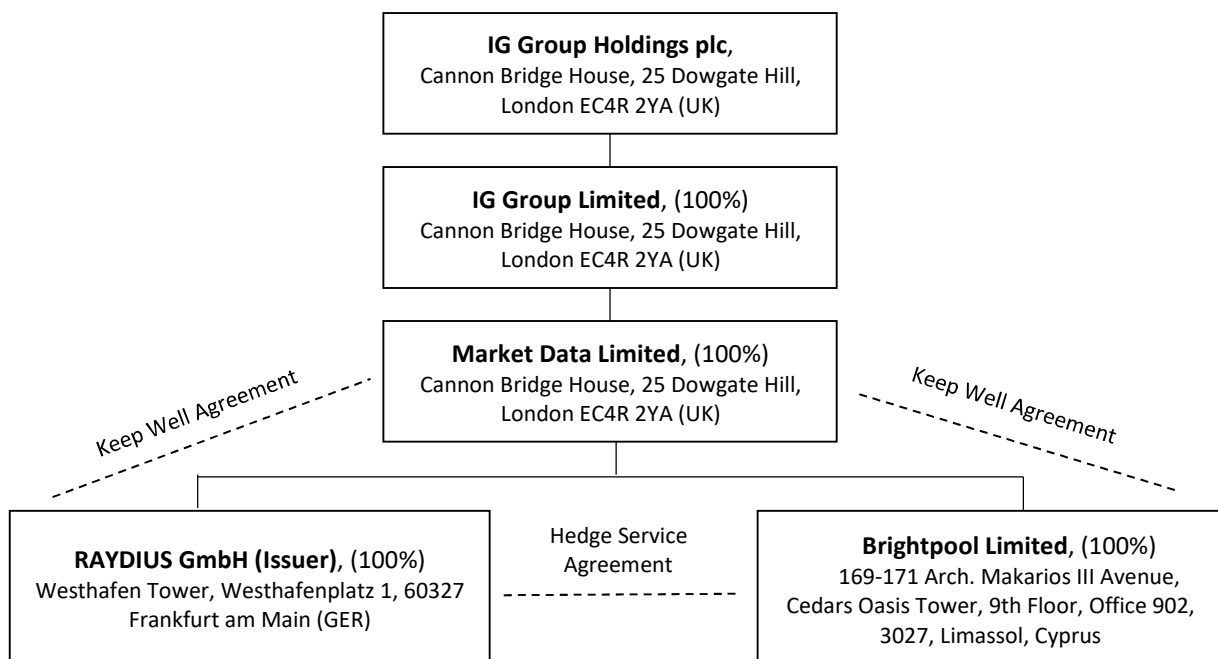 IG Group Holdings plc,
Cannon Bridge House, 25 Dowgate Hill,
London EC4R 2YA (UK)
IG Group Limited, (100%)
Cannon Bridge House, 25 Dowgate Hill,
London EC4R 2YA (UK)
Market Data Limited, (100%)
Cannon Bridge House, 25 Dowgate Hill,
London EC4R 2YA (UK)
Keep Well Agreement
Keep Well Agreement
RAYDIUS GmbH (Issuer), (100%)
Westhafen Tower, Westhafenplatz 1, 60327
Frankfurt am Main (GER)
Hedge Service
Agreement
Brightpool Limited, (100%)
169-171 Arch. Makarios III Avenue,
Cedars Oasis Tower, 9th Floor, Office 902,
3027, Limassol, Cyprus